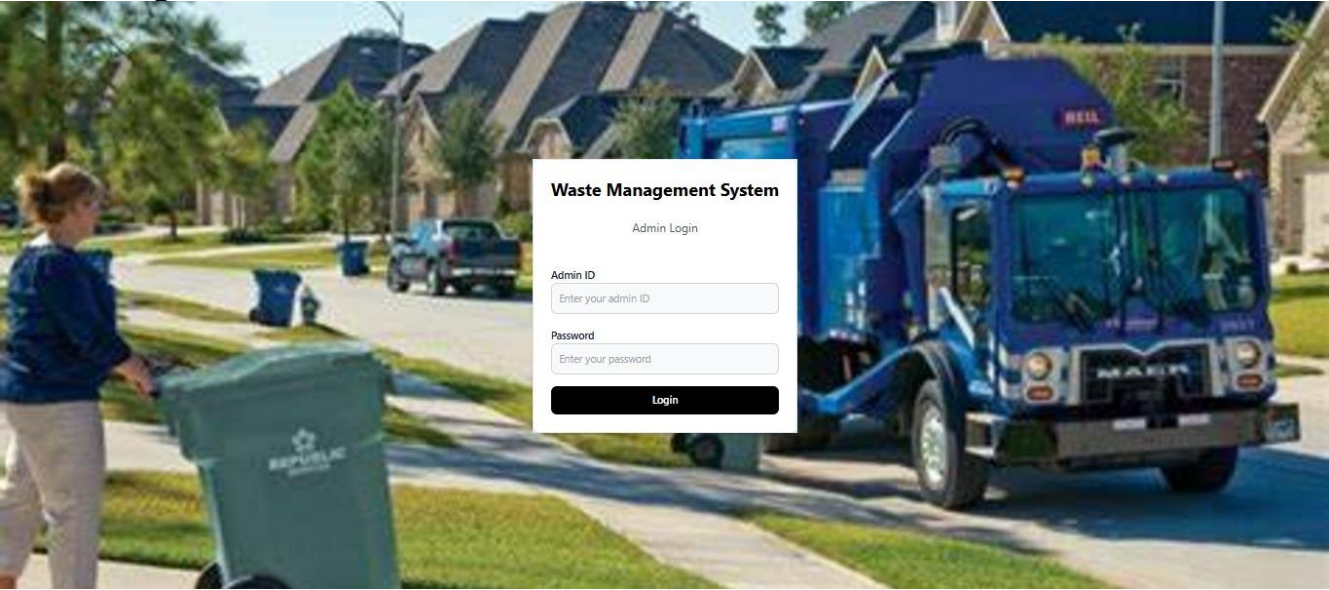 HEIL
Waste Management System
Admin Login
Admin ID
Enter your admin ID
Password
Enter your password
Login
MACK
REPUBLIC